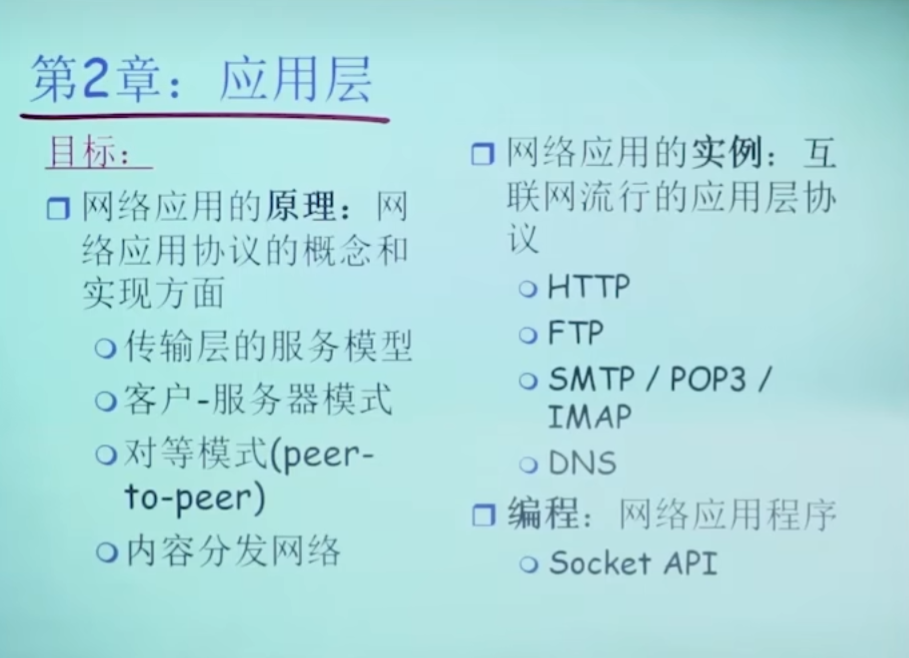 第2章：应用层
目标：
网络应用的原理：网
络应用协议的概念和
实现方面
传输层的服务模型
客户-服务器模式
对等模式(peer-
to-peer)
内容分发网络
网络应用的实例：互
联网流行的应用层协
议
HTTP
FTP
SMTP / POP3 /
IMAP
DNS
编程：网络应用程序
Socket API